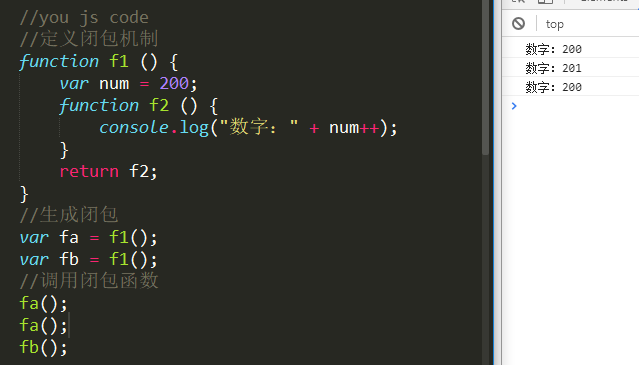 //you js code
//定义闭包机制
function f1 () {
    var num = 200;
    function f2 () {
        console.log("数字：" + num++);
    }
    return f2;
}
//生成闭包
var fa = f1();
var fb = f1();
//调用闭包函数
fa();
fa();
fb();
top
数字：200
数字：201
数字：200